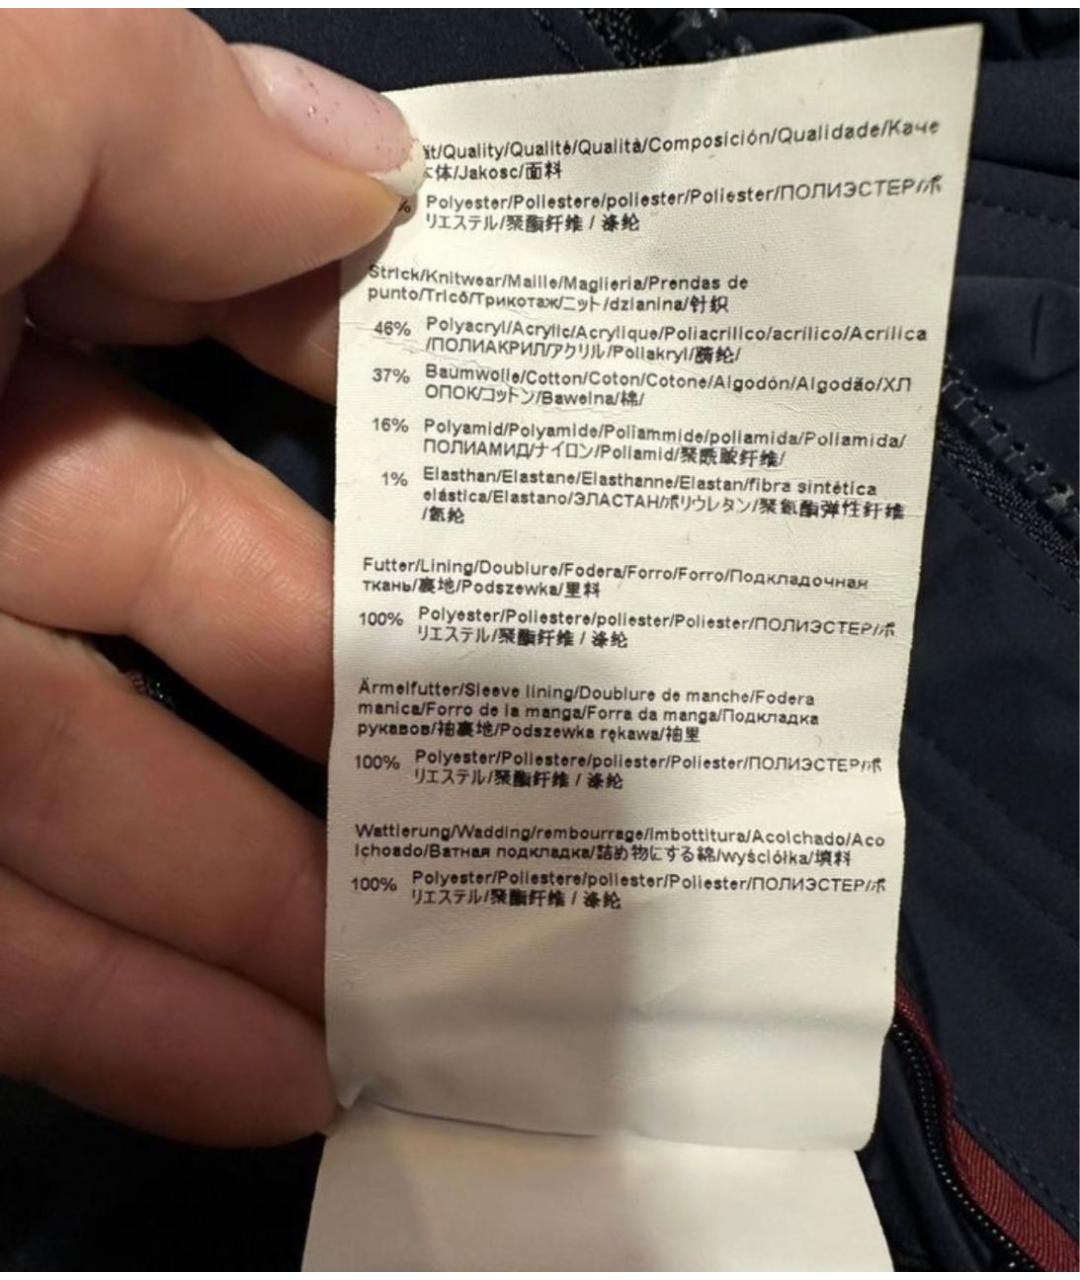 ät/Quality/Qualité/Qualità/Composición/Qualidade/Каче
体/Jakosc/面料
% Polyester/Poliestere/poliester/Poliester/ПОЛИЭСТЕР/ポ
リエステル/聚酯纤维 / 涤纶
Strick/Knitwear/Maille/Maglieria/Prendas de
punto/Tricô/Трикотаж/ニット/dzianina/针织
46% Polyacryl/Acrylic/Acrylique/Poliacrilico/acrílico/Acrílica
/ПОЛИАКРИЛ/アクリル/Poliakryl/腈纶/
37% Baumwolle/Cotton/Coton/Cotone/Algodón/Algodão/ХЛ
ОПОК/コットン/Bawelna/棉/
16% Polyamid/Polyamide/Poliammide/poliamida/Poliamida/
ПОЛИАМИД/ナイロン/Poliamid/聚酰胺纤维/
1% Elasthan/Elastane/Elasthanne/Elastan/fibra sintética
elástica/Elastano/ЭЛАСТАН/ポリウレタン/聚氨酯弹性纤维
/氨纶
Futter/Lining/Doublure/Fodera/Forro/Forro/Подкладочная
ткань/裏地/Podszewka/里料
100% Polyester/Poliestere/poliester/Poliester/ПОЛИЭСТЕР/ポ
リエステル/聚酯纤维 / 涤纶
Ärmelfutter/Sleeve lining/Doublure de manche/Fodera
manica/Forro de la manga/Forra da manga/Подкладка
рукавов/袖裏地/Podszewka rękawa/袖里
100% Polyester/Poliestere/poliester/Poliester/ПОЛИЭСТЕР/ポ
リエステル/聚酯纤维 / 涤纶
Wattierung/Wadding/rembourrage/imbottitura/Acolchado/Aco
lchoado/Ватная подкладка/詰め物にする綿/wyściółka/填料
100% Polyester/Poliestere/poliester/Poliester/ПОЛИЭСТЕР/ポ
リエステル/聚酯纤维 / 涤纶